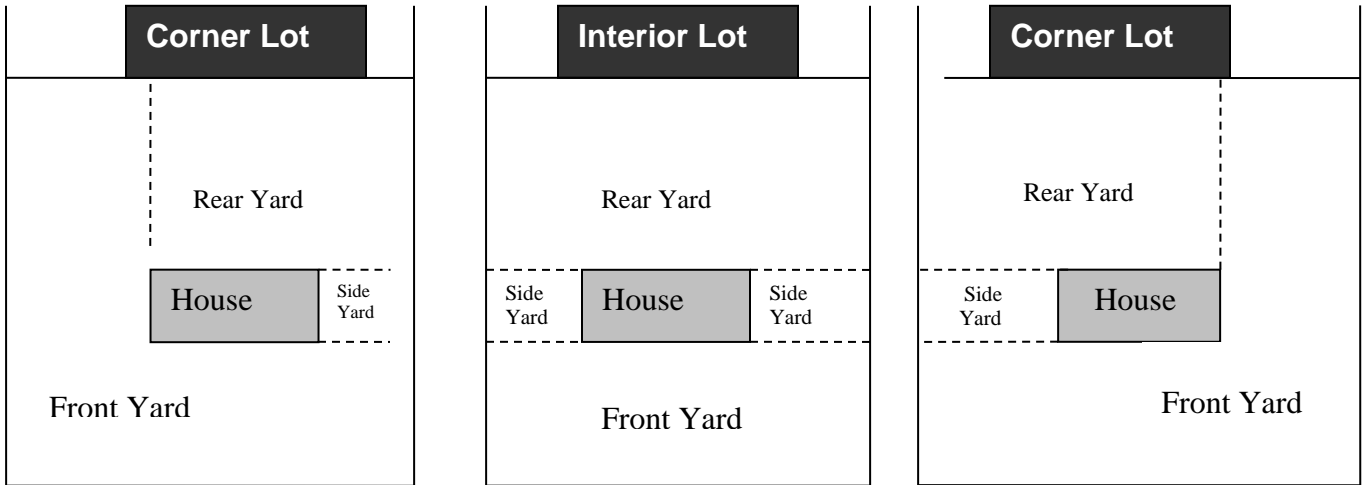 Corner Lot
Rear Yard
House
Side
Yard
Front Yard
Interior Lot
Rear Yard
Side
Yard
House
Side
Yard
Front Yard
Corner Lot
Rear Yard
Side
Yard
House
Front Yard